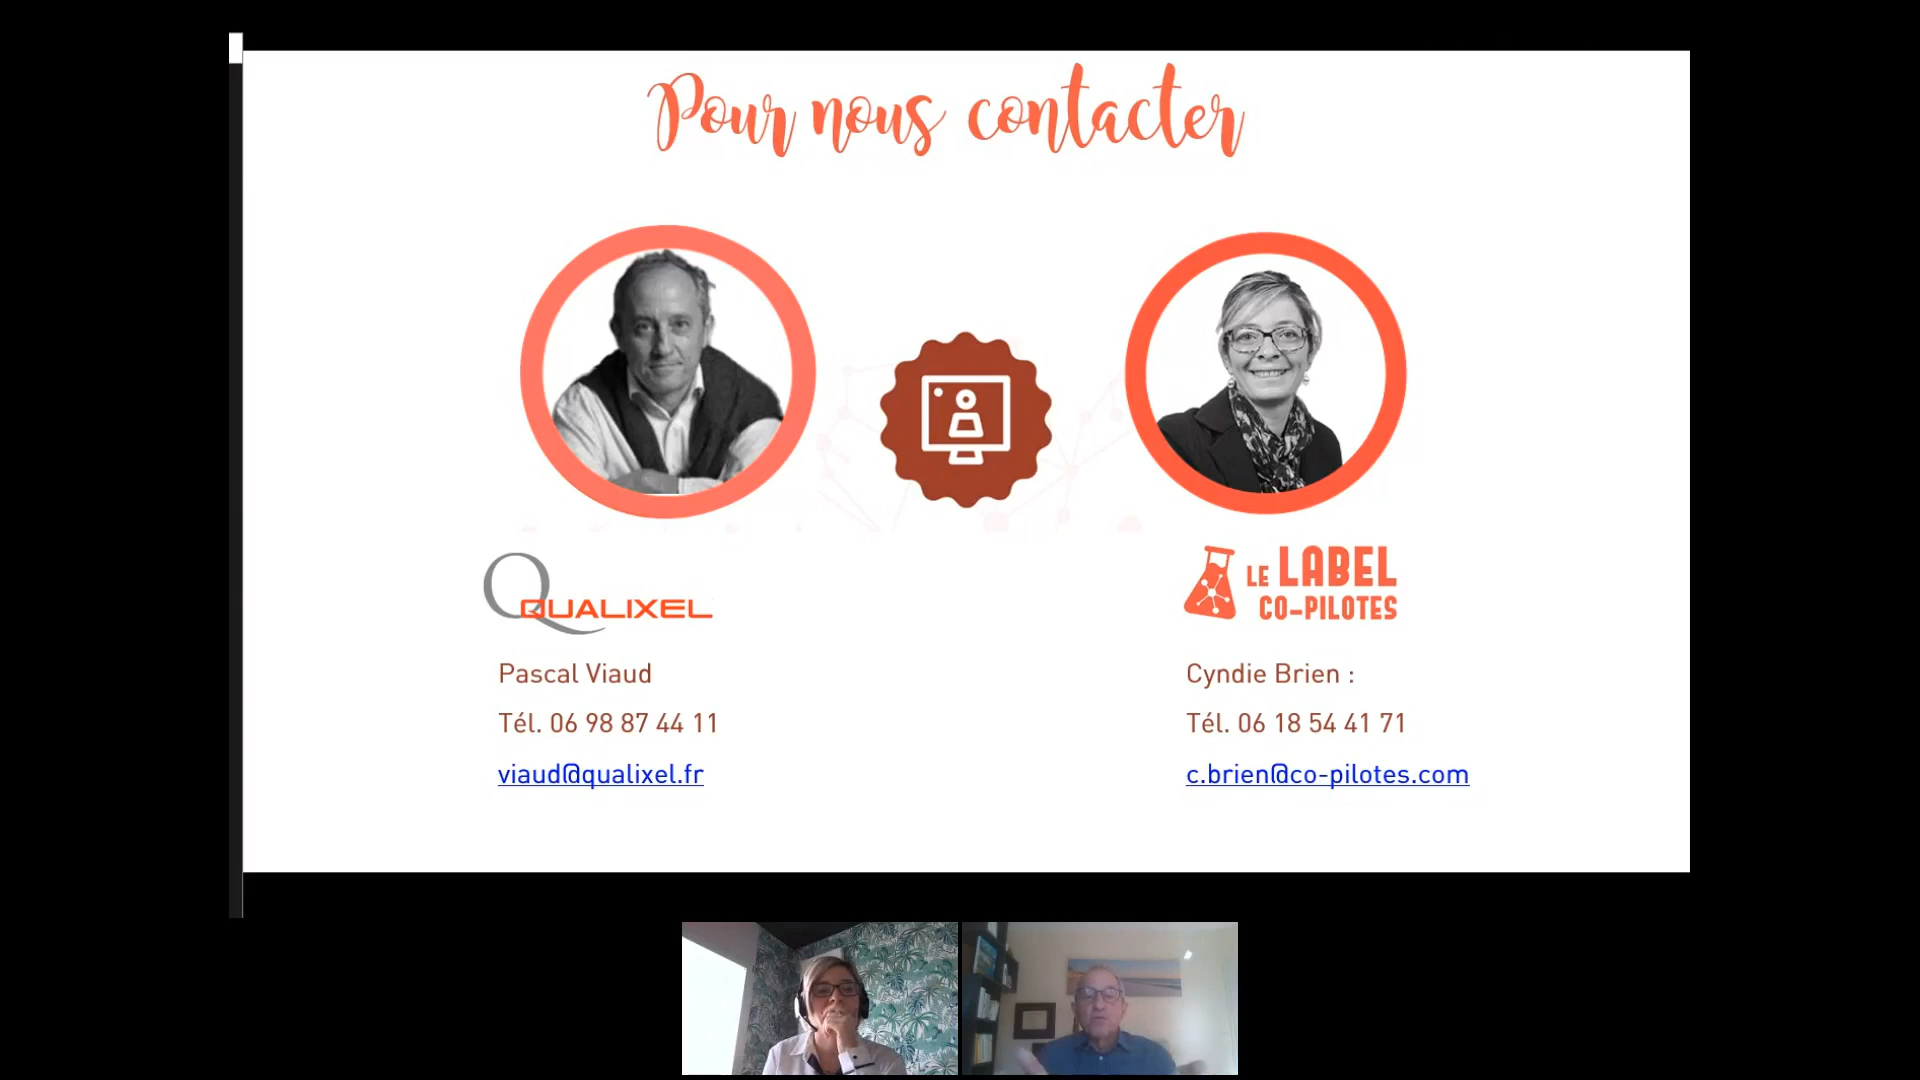 Pour nous contacter
QUALIXEL
Pascal Viaud
Tél. 06 98 87 44 11
viaud@qualixel.fr
LE LABEL
CO-PILOTES
Cyndie Brien :
Tél. 06 18 54 41 71
c.brien@co-pilotes.com